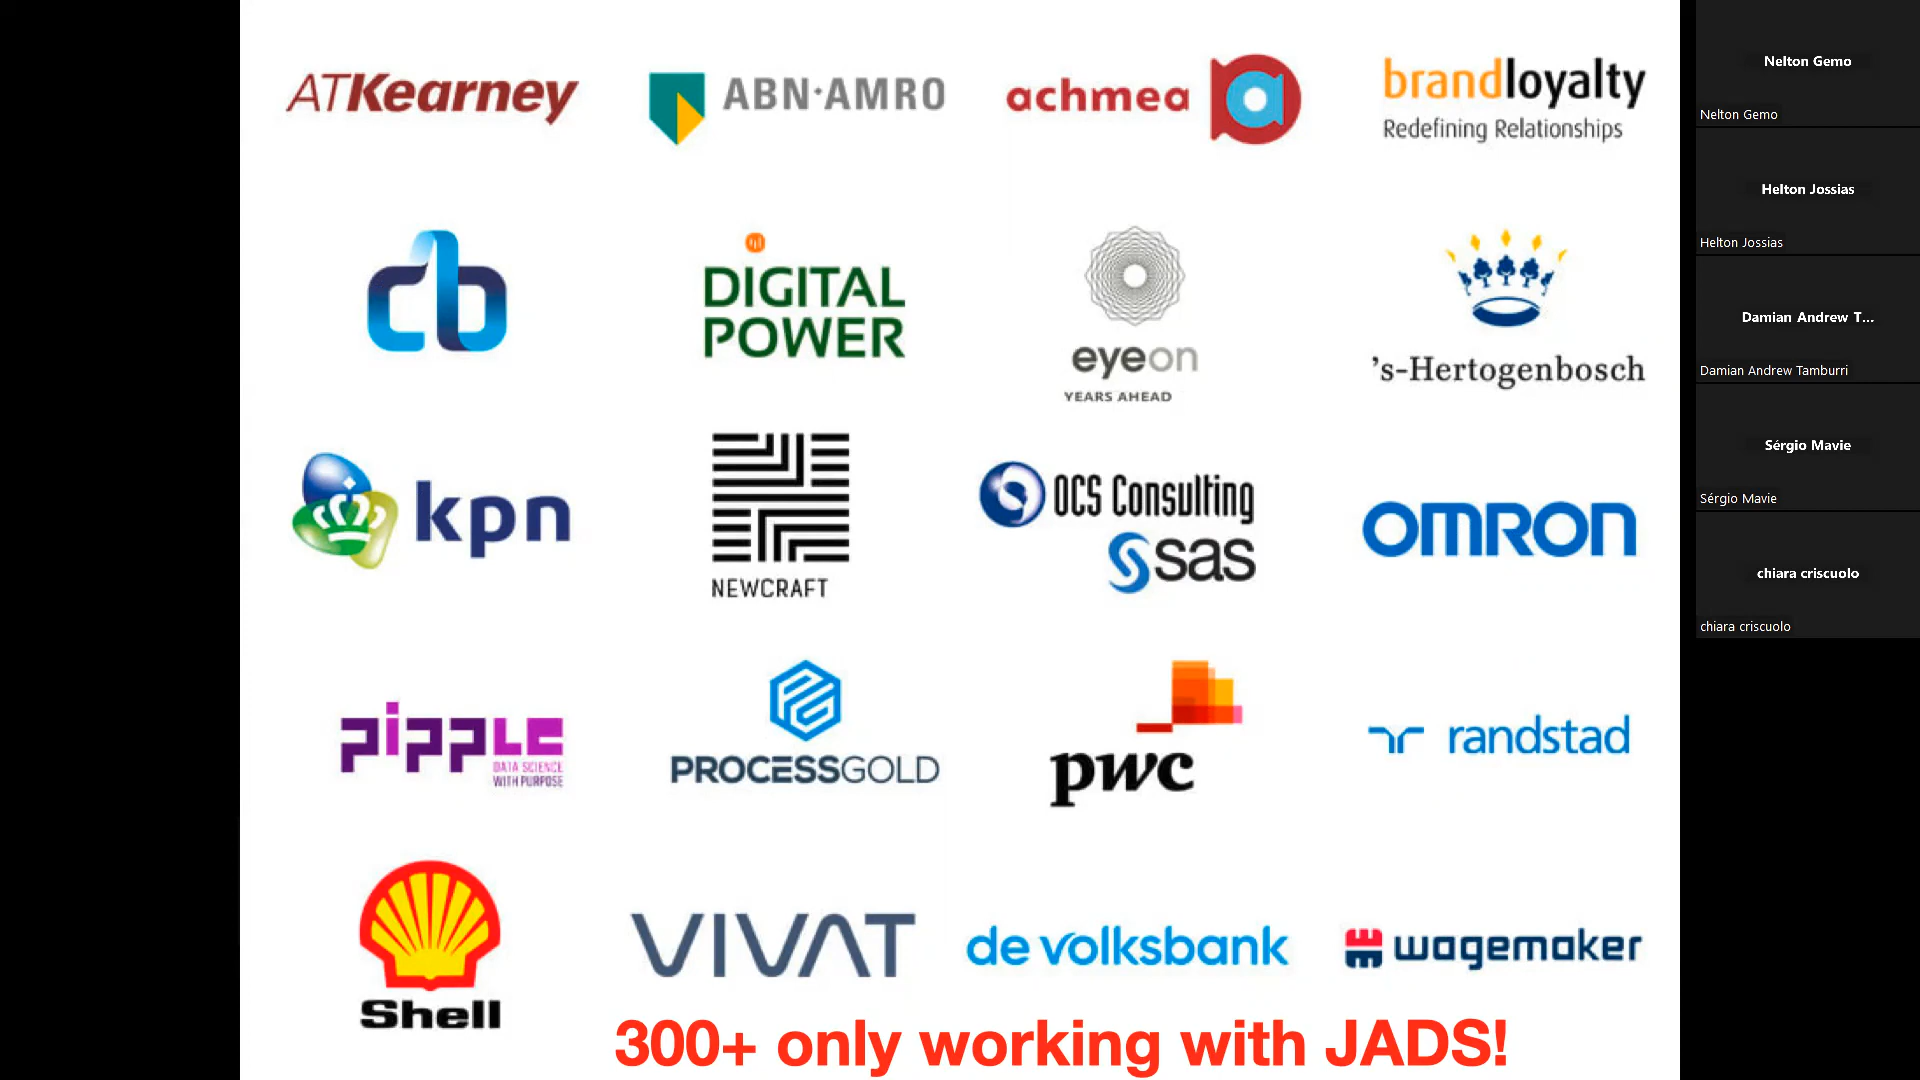 ATKearney
ABN·AMRO
achmea
brandloyalty
Redefining Relationships
cb
DIGITAL
POWER
eyeon
YEARS AHEAD
's-Hertogenbosch
kpn
NEWCRAFT
OCS Consulting
sas
OMRON
pipple
DATA SCIENCE
WITH PURPOSE
PROCESSGOLD
pwc
randstad
Shell
VIVAT
de volksbank
wagemaker
300+ only working with JADS!
Nelton Gemo
Nelton Gemo
Helton Jossias
Helton Jossias
Damian Andrew T...
Damian Andrew Tamburri
Sérgio Mavie
Sérgio Mavie
chiara criscuolo
chiara criscuolo